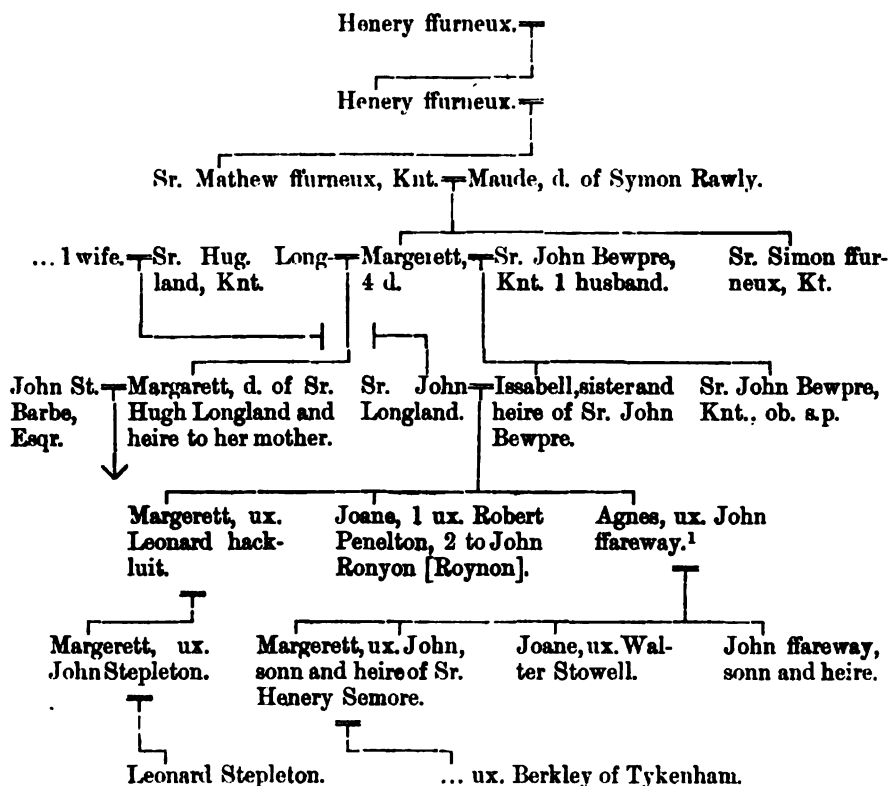 Henery ffurneux.
Henery ffurneux.
Sr. Mathew ffurneux, Knt. Maude, d. of Symon Rawly.
... 1 wife. Sr. Hug. Long- Margerett, Sr. John Bewpre, Sr. Simon ffur-
land, Knt. 4 d. Knt. 1 husband. neux, Kt.
John St. Margarett, d. of Sr. Sr. John Issabell, sister and Sr. John Bewpre,
Barbe, Hugh Longland and Longland. heire of Sr. John Knt., ob. s.p.
Esqr. heire to her mother. Bewpre.
Margerett, ux. Joane, 1 ux. Robert Agnes, ux. John
Leonard hack- Penelton, 2 to John ffareway.¹
luit. Ronyon [Roynon].
Margerett, ux. Margerett, ux. John, Joane, ux. Wal- John ffareway,
John Stepleton. sonn and heire of Sr. ter Stowell. sonn and heire.
Henery Semore.
Leonard Stepleton. ... ux. Berkley of Tykenham.